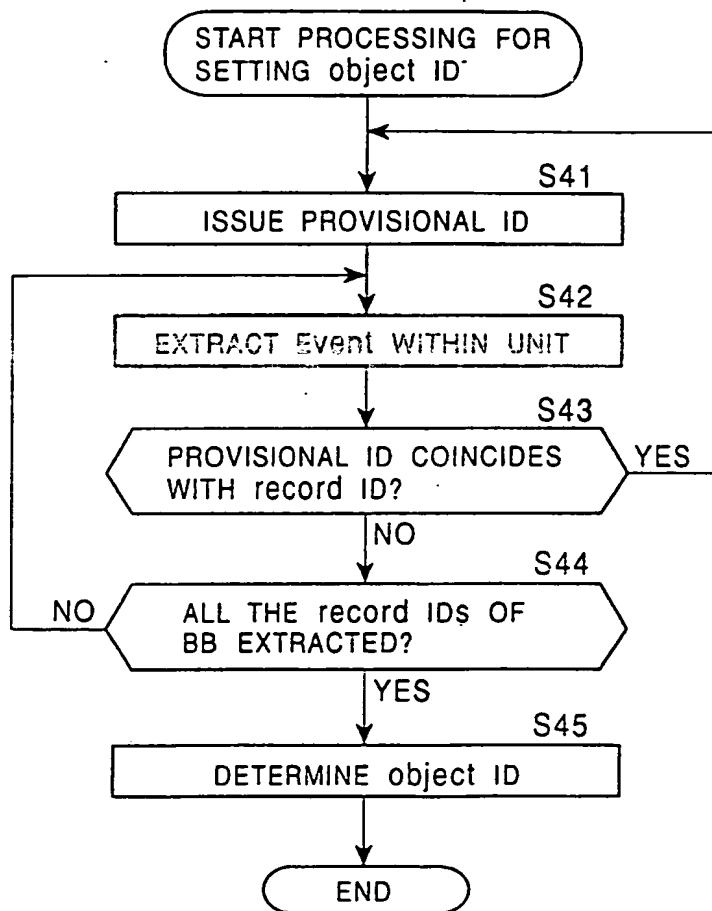 START PROCESSING FOR
SETTING object ID
S41
ISSUE PROVISIONAL ID
S42
EXTRACT Event WITHIN UNIT
S43
PROVISIONAL ID COINCIDES
WITH record ID?
YES
NO
S44
ALL THE record IDs OF
BB EXTRACTED?
NO
YES
S45
DETERMINE object ID
END